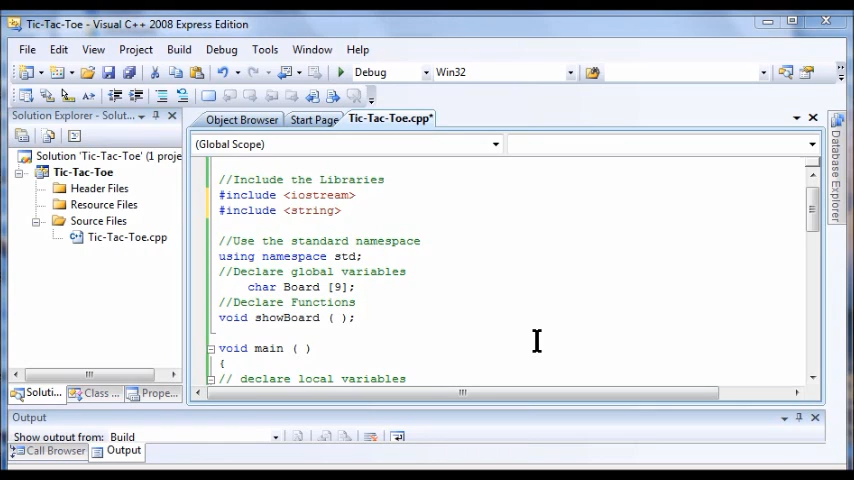 Tic-Tac-Toe - Visual C++ 2008 Express Edition
File Edit View Project Build Debug Tools Window Help
Debug Win32
Solution Explorer - Solut...
Object Browser Start Page Tic-Tac-Toe.cpp*
(Global Scope)
Solution 'Tic-Tac-Toe' (1 proje
Tic-Tac-Toe
Header Files
Resource Files
Source Files
Tic-Tac-Toe.cpp
//Include the Libraries
#include <iostream>
#include <string>
//Use the standard namespace
using namespace std;
//Declare global variables
char Board [9];
//Declare Functions
void showBoard ( );
void main ( )
{
// declare local variables
Database Explorer
Soluti... Class ... Prope...
Output
Show output from: Build
Call Browser Output